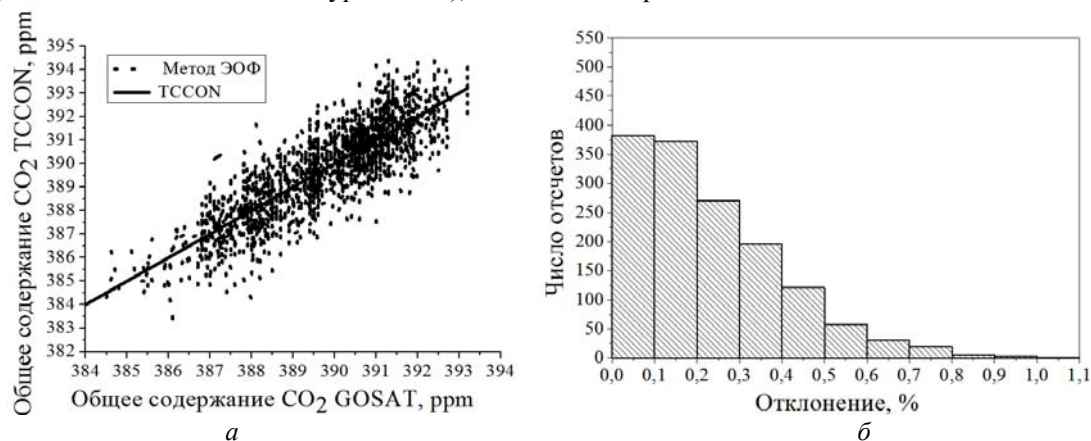 395
394
393
392
391
390
389
388
387
386
385
384
383
382
Общее содержание CO2 TCCON, ppm
Метод ЭОФ
TCCON
384 385 386 387 388 389 390 391 392 393 394
Общее содержание CO2 GOSAT, ppm
а
550
500
450
400
350
300
250
200
150
100
50
0
Число отсчетов
0,0 0,1 0,2 0,3 0,4 0,5 0,6 0,7 0,8 0,9 1,0 1,1
Отклонение, %
б